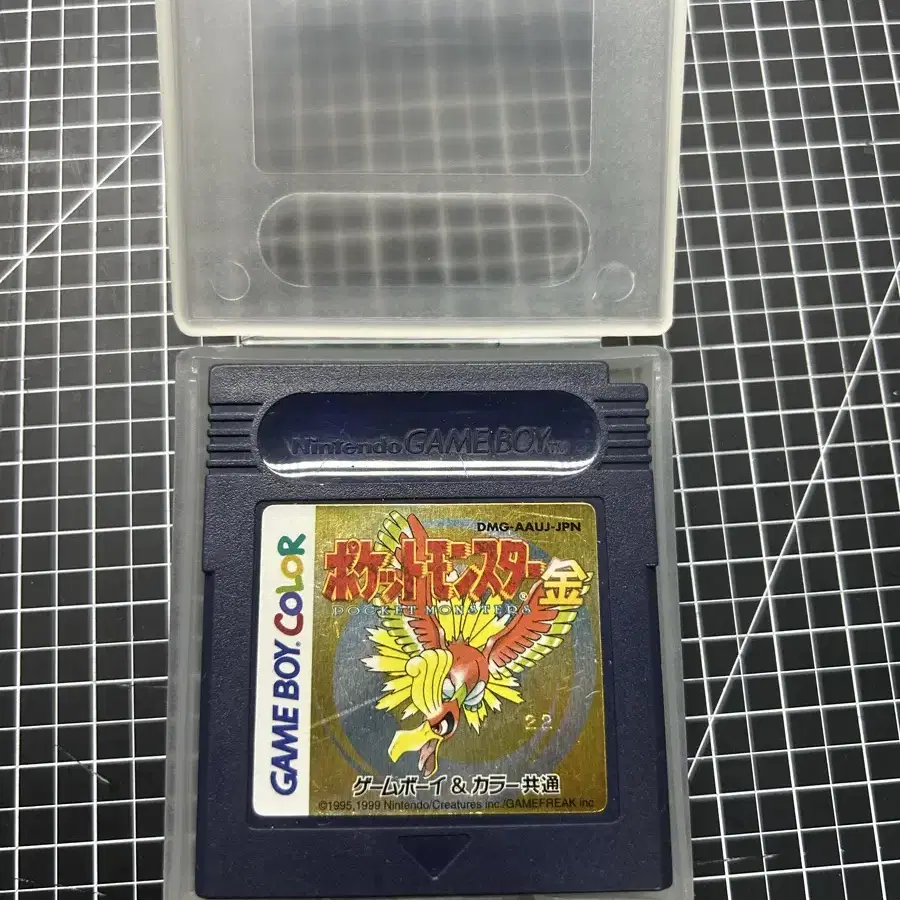 Nintendo GAME BOY TM
DMG-AAUJ-JPN
ポケットモンスター®
金
POCKET MONSTERS
GAME BOY COLOR
22
ゲームボーイ & カラー共通
©1995,1999 Nintendo/Creatures inc./GAMEFREAK inc.